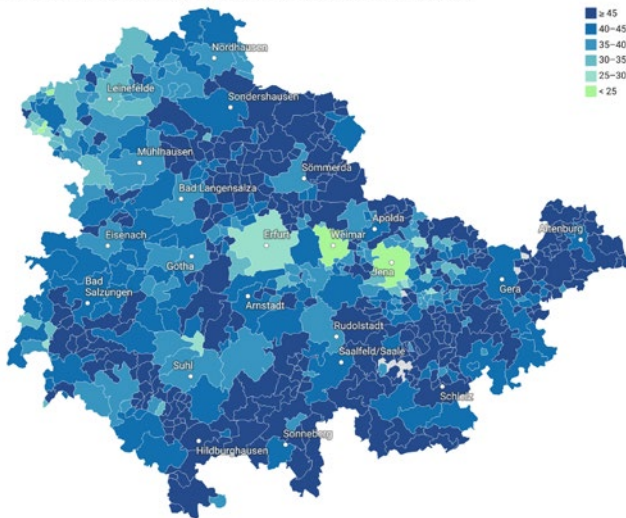 ≥ 45
40–45
35–40
30–35
25–30
< 25
Nordhausen
Leinefelde
Sondershausen
Mühlhausen
Sömmerda
Bad Langensalza
Apolda
Eisenach
Erfurt
Weimar
Altenburg
Gotha
Jena
Bad
Salzungen
Gera
Arnstadt
Rudolstadt
Saalfeld/Saale
Suhl
Schleiz
Sonneberg
Hildburghausen